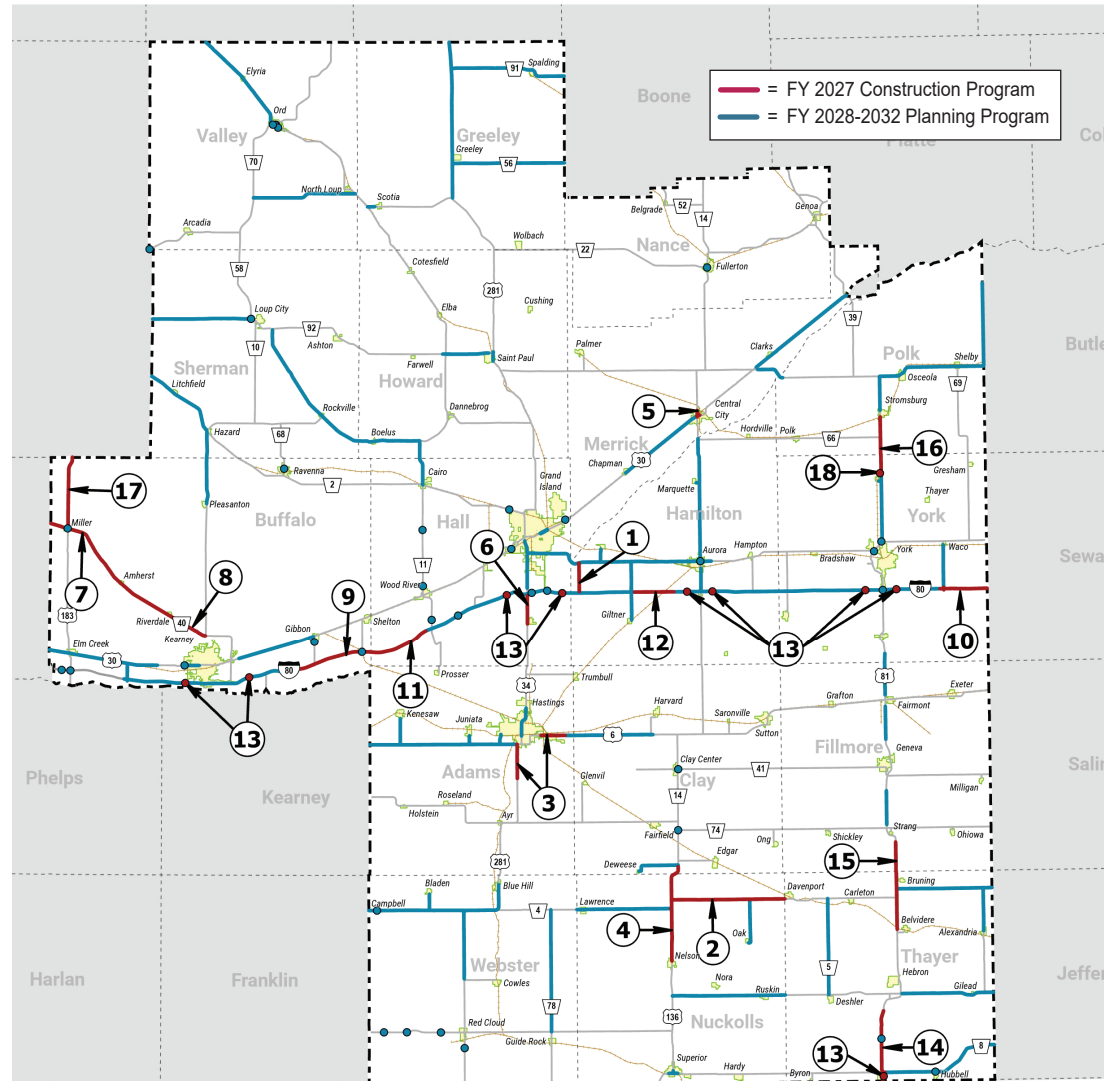 = FY 2027 Construction Program
= FY 2028-2032 Planning Program
Boone
Platte
Col
Elyria
Spalding
91
Ord
Valley
Greeley
Greeley
56
70
North Loup
Scotia
Belgrade
52
14
Genoa
Arcadia
Wolbach
22
Nance
Fullerton
58
Cotesfield
281
Cushing
Loup City
Elba
39
92
Ashton
10
Palmer
Clarks
Polk
Butle
Farwell
Saint Paul
Shelby
Sherman
Howard
Osceola
69
Litchfield
Stromsburg
Central
City
5
Rockville
Dannebrog
Hordville
Polk
66
Hazard
68
Boelus
Merrick
16
30
Chapman
Gresham
Ravenna
Cairo
Grand
Island
18
2
Marquette
17
Pleasanton
Thayer
Buffalo
Hall
Hamilton
York
Miller
6
1
7
Aurora
Hampton
Bradshaw
York
Waco
Sewa
8
11
Amherst
Wood River
183
Riverdale
40
9
Giltner
80
Kearney
Gibbon
Shelton
13
12
13
10
Elm Creek
30
80
11
Prosser
34
Trumbull
81
13
Hastings
Exeter
Kenesaw
Juniata
Harvard
Saronville
Grafton
Fairmont
6
Sutton
Fillmore
Geneva
Phelps
Kearney
Adams
3
Clay Center
41
Clay
Salin
Glenvil
Milligan
Roseland
14
Holstein
Ayr
Fairfield
74
Ong
Shickley
Strang
Ohiowa
281
Edgar
15
Deweese
Bladen
Blue Hill
Davenport
Carleton
Bruning
Campbell
4
Lawrence
4
2
Oak
Belvidere
Alexandria
Harlan
Franklin
Webster
Nelson
Thayer
Jeffer
Cowles
Nora
5
Hebron
78
Ruskin
Deshler
Gilead
136
Nuckolls
Red Cloud
Guide Rock
13
14
8
Superior
Hardy
Byron
Hubbell